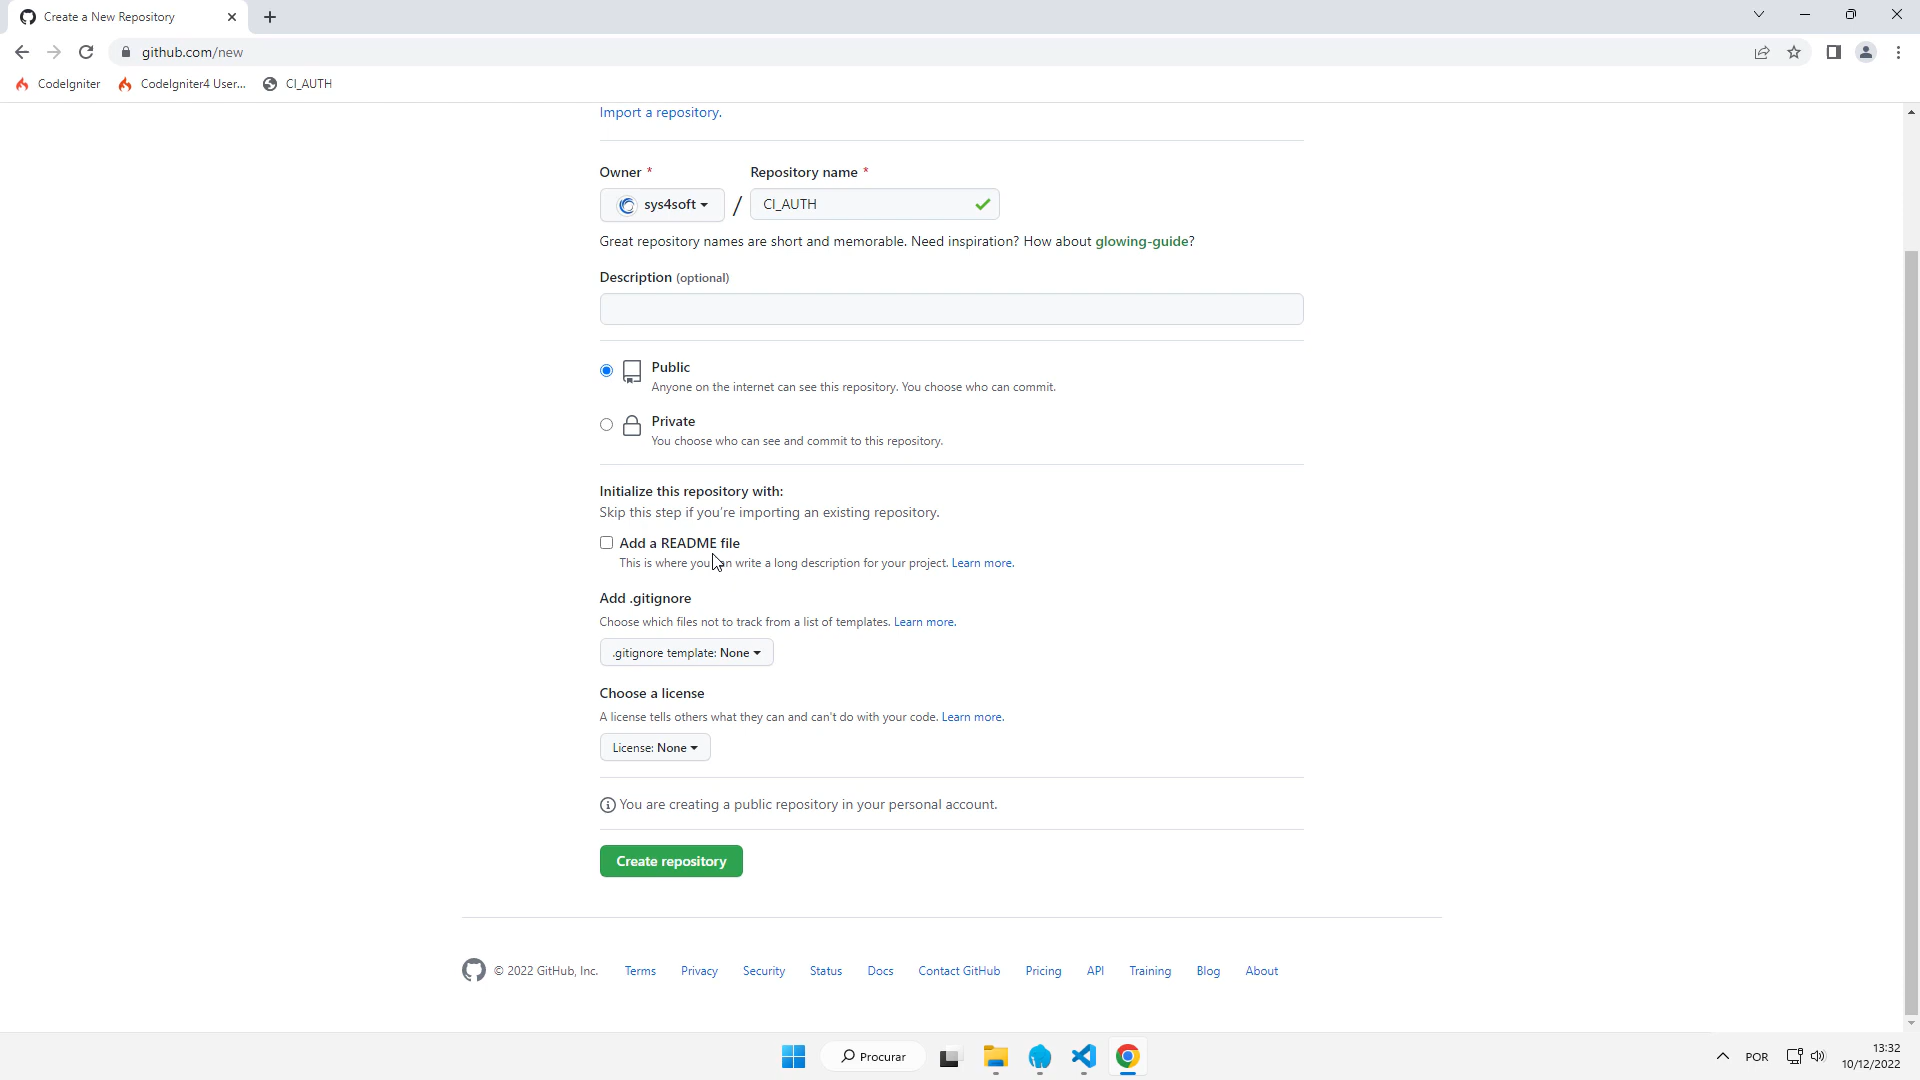 Create a New Repository
github.com/new
CodeIgniter
CodeIgniter4 User...
CI_AUTH
Import a repository.
Owner * Repository name *
sys4soft / CI_AUTH
Great repository names are short and memorable. Need inspiration? How about glowing-guide?
Description (optional)
Public
Anyone on the internet can see this repository. You choose who can commit.
Private
You choose who can see and commit to this repository.
Initialize this repository with:
Skip this step if you're importing an existing repository.
Add a README file
This is where you can write a long description for your project. Learn more.
Add .gitignore
Choose which files not to track from a list of templates. Learn more.
.gitignore template: None
Choose a license
A license tells others what they can and can't do with your code. Learn more.
License: None
You are creating a public repository in your personal account.
Create repository
© 2022 GitHub, Inc. Terms Privacy Security Status Docs Contact GitHub Pricing API Training Blog About
Procurar
POR
13:32
10/12/2022